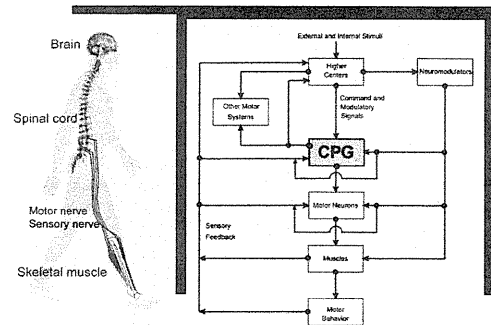 Brain
Spinal cord
Motor nerve
Sensory nerve
Skeletal muscle
External and Internal Stimuli
Higher
Centers
Neuromodulators
Other Motor
Systems
Command and
Modulatory
Signals
CPG
Motor Neurons
Sensory
Feedback
Muscles
Motor
Behavior